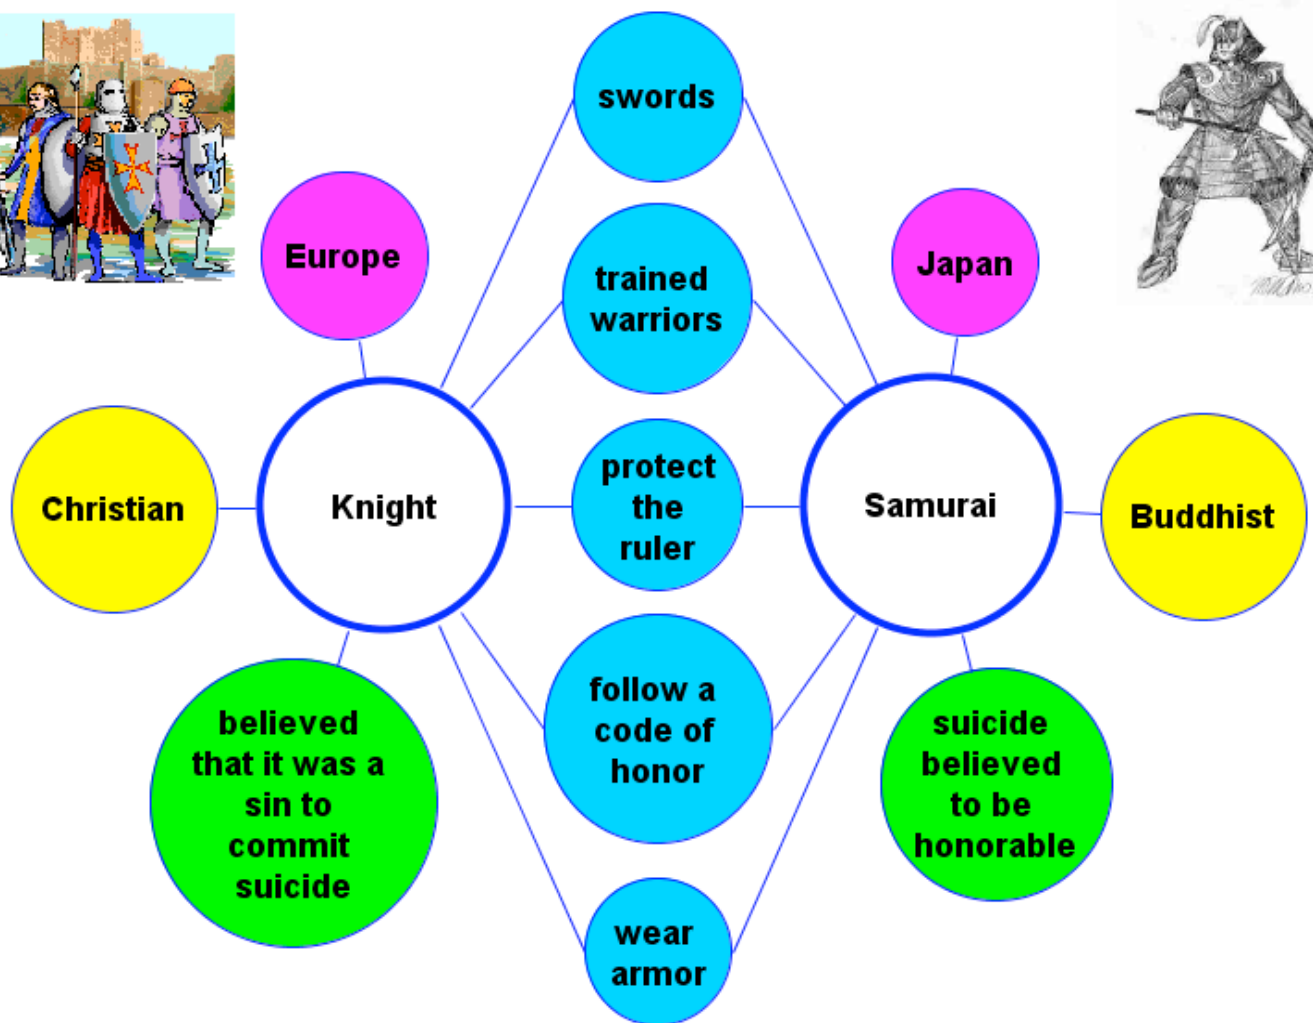 swords
Europe
trained
warriors
Japan
Christian
Knight
protect
the
ruler
Samurai
Buddhist
believed
that it was a
sin to
commit
suicide
follow a
code of
honor
suicide
believed
to be
honorable
wear
armor